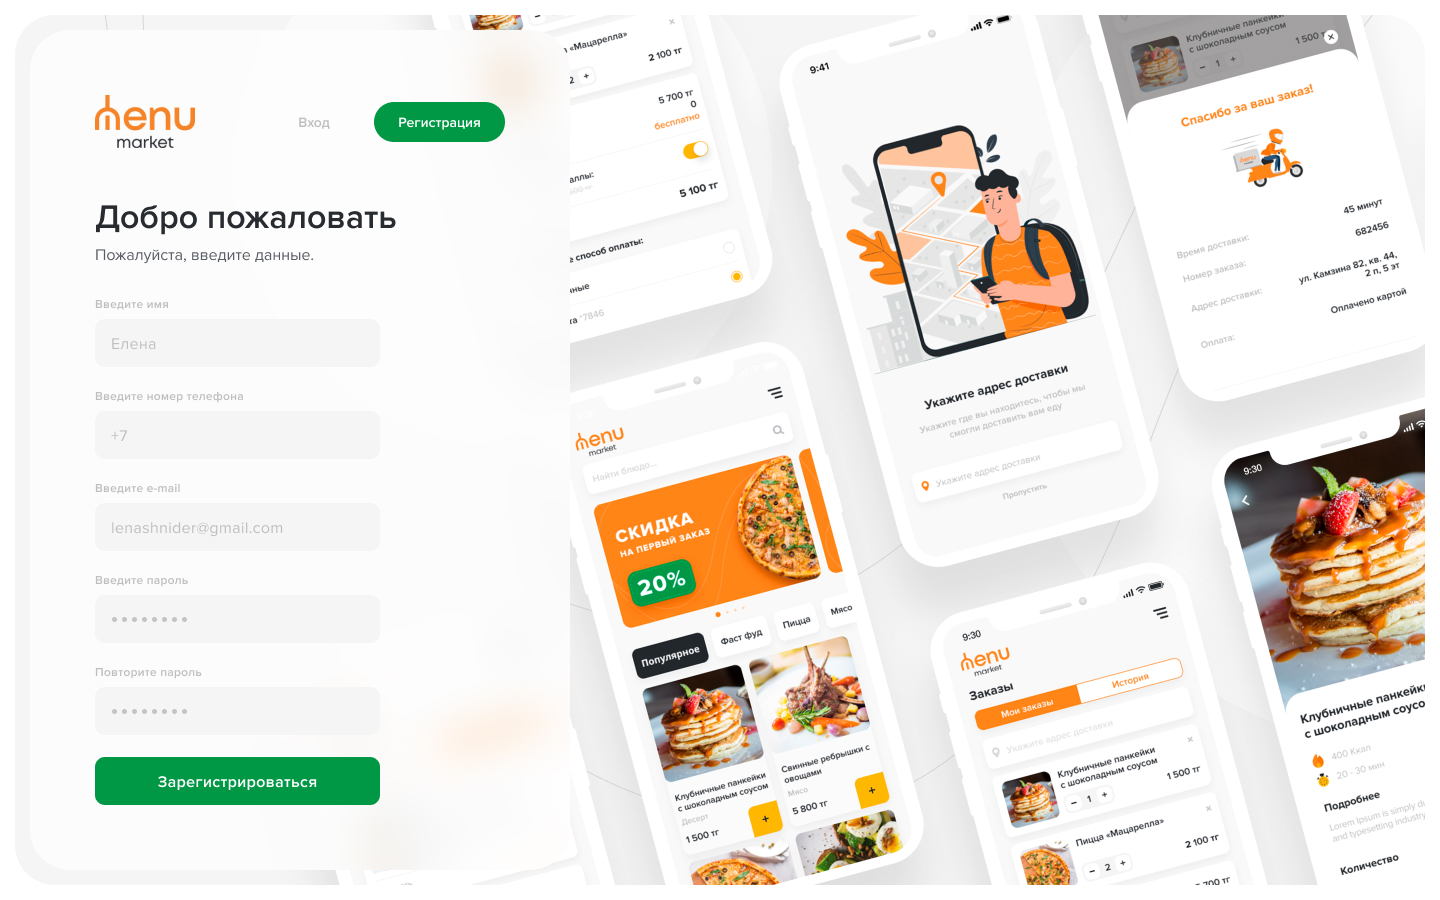 menu
market
Вход
Регистрация
Добро пожаловать
Пожалуйста, введите данные.
Введите имя
Елена
Введите номер телефона
+7
Введите e-mail
lenashnider@gmail.com
Введите пароль
Повторите пароль
Зарегистрироваться
«Мацарелла»
2 +
2 100 тг
5 700 тг
0
бесплатно
аллы:
5 100 тг
е способ оплаты:
нные
та *7846
menu
market
Найти блюдо...
СКИДКА
НА ПЕРВЫЙ ЗАКАЗ
20%
Популярное
Фаст фуд
Пицца
Мясо
Клубничные панкейки
с шоколадным соусом
Десерт
1 500 тг
+
Свиные ребрышки с
овощами
Мясо
5 800 тг
+
9:41
Укажите адрес доставки
Укажите где вы находитесь, чтобы мы
смогли доставить вам еду
Укажите адрес доставки
Пропустить
9:30
menu
market
Заказы
Мои заказы
История
Укажите адрес доставки
Клубничные панкейки
с шоколадным соусом
− 1 +
1 500 тг
Пицца «Мацарелла»
− 2 +
2 100 тг
5 700 тг
Клубничные панкейки
с шоколадным соусом
− 1 +
1 500 тг
Спасибо за ваш заказ!
menu
Время доставки:
45 минут
Номер заказа:
682456
Адрес доставки:
ул. Камзина 82, кв. 44,
2 п, 5 эт
Оплата:
Оплачено картой
9:30
Клубничные панкейки
с шоколадным соусо
400 Ккал
20 - 30 мин
Подробнее
Lorem Ipsum is simply du
and typesetting industry
Количество